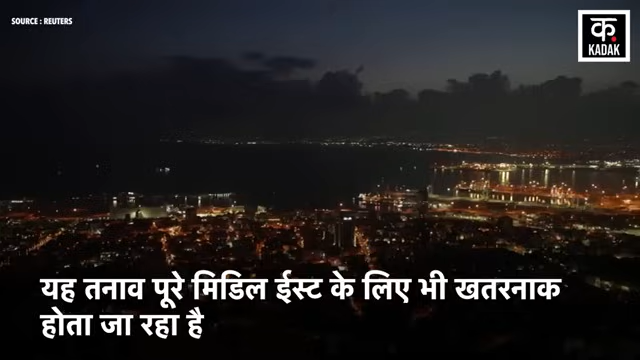 SOURCE : REUTERS
क.
KADAK
यह तनाव पूरे मिडिल ईस्ट के लिए भी खतरनाक
होता जा रहा है